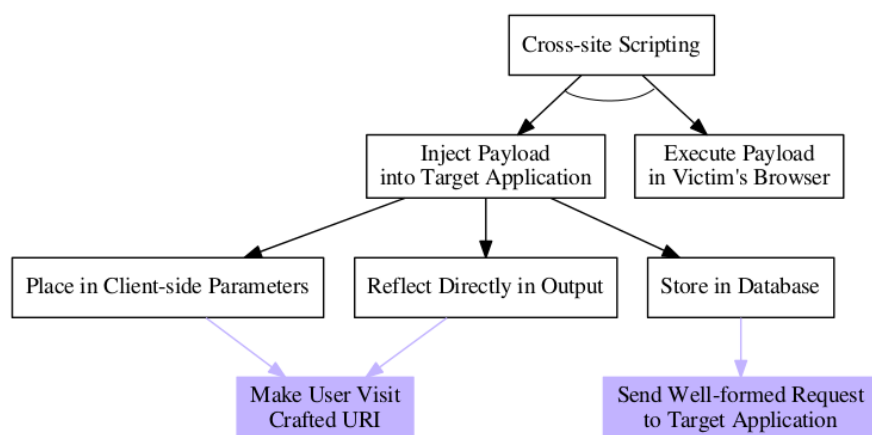 Cross-site Scripting
Inject Payload
into Target Application
Execute Payload
in Victim's Browser
Place in Client-side Parameters
Reflect Directly in Output
Store in Database
Make User Visit
Crafted URI
Send Well-formed Request
to Target Application